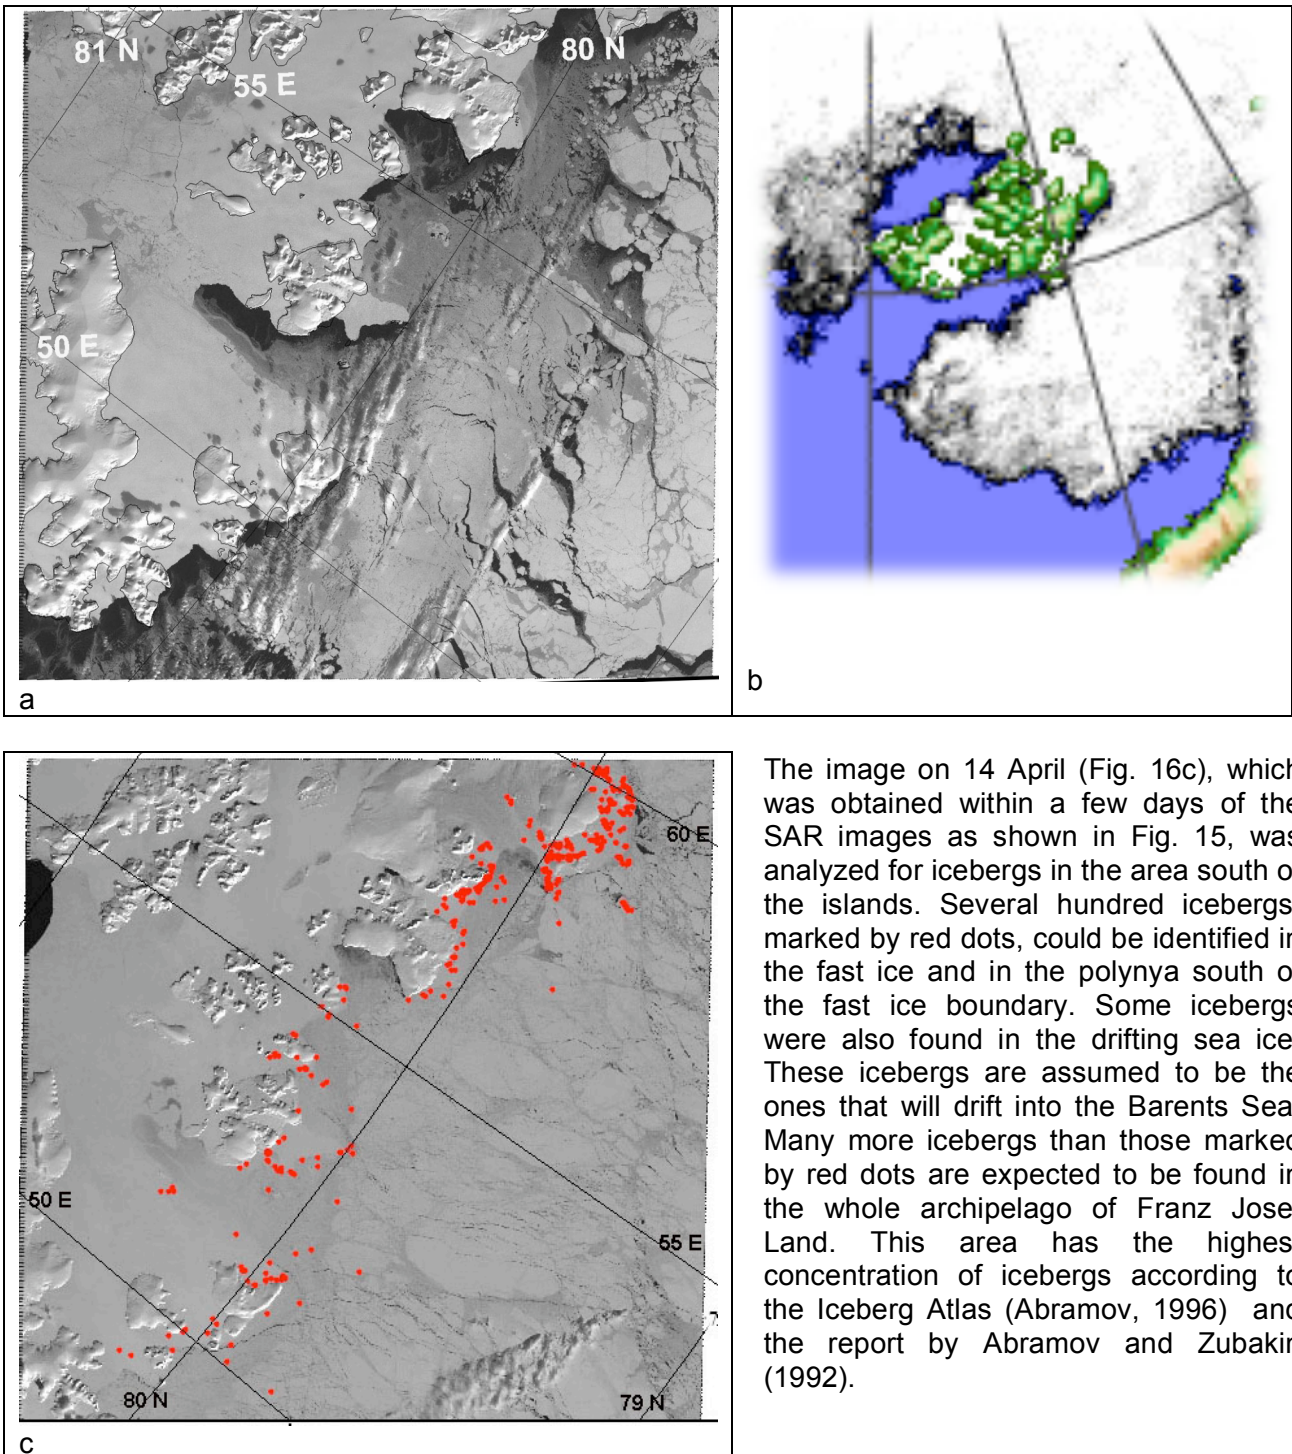 81 N
80 N
55 E
50 E
a
b
The image on 14 April (Fig. 16c), which
was obtained within a few days of the
SAR images as shown in Fig. 15, was
analyzed for icebergs in the area south o
the islands. Several hundred icebergs
marked by red dots, could be identified in
the fast ice and in the polynya south o
the fast ice boundary. Some icebergs
were also found in the drifting sea ice
These icebergs are assumed to be the
ones that will drift into the Barents Sea
Many more icebergs than those marked
by red dots are expected to be found in
the whole archipelago of Franz Jose
Land. This area has the highes
concentration of icebergs according to
the Iceberg Atlas (Abramov, 1996) and
the report by Abramov and Zubakin
(1992).
60 E
50 E
55 E
80 N
79 N
c